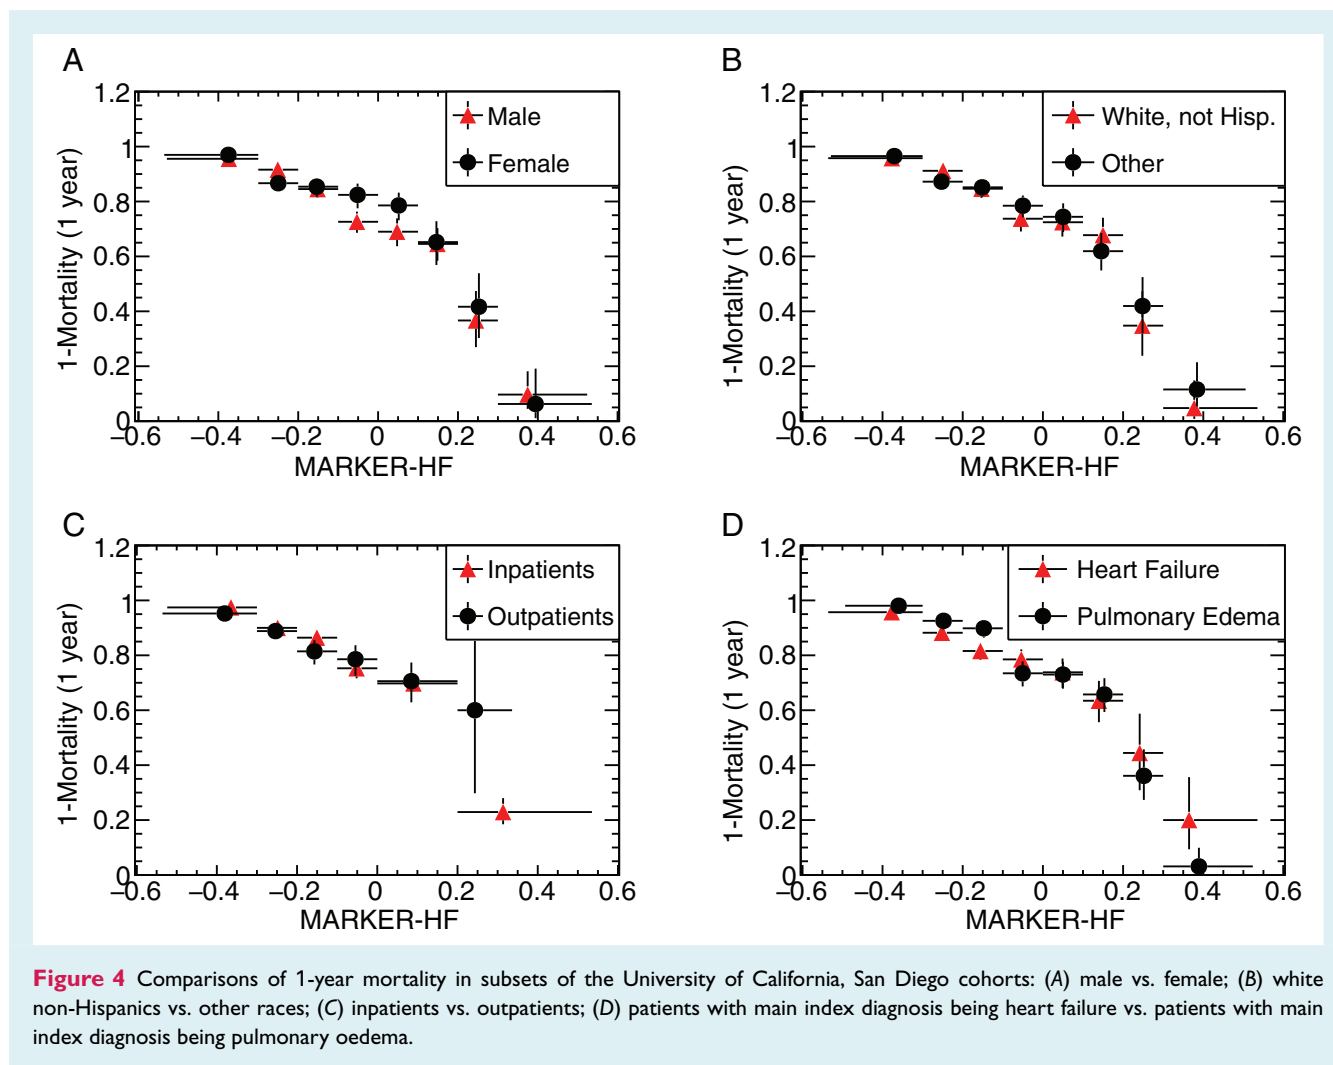 A
1.2
1
0.8
0.6
0.4
0.2
0
1-Mortality (1 year)
Male
Female
−0.6 −0.4 −0.2 0 0.2 0.4 0.6
MARKER-HF
B
1.2
1
0.8
0.6
0.4
0.2
0
1-Mortality (1 year)
White, not Hisp.
Other
−0.6 −0.4 −0.2 0 0.2 0.4 0.6
MARKER-HF
C
1.2
1
0.8
0.6
0.4
0.2
0
1-Mortality (1 year)
Inpatients
Outpatients
−0.6 −0.4 −0.2 0 0.2 0.4 0.6
MARKER-HF
D
1.2
1
0.8
0.6
0.4
0.2
0
1-Mortality (1 year)
Heart Failure
Pulmonary Edema
−0.6 −0.4 −0.2 0 0.2 0.4 0.6
MARKER-HF
Figure 4 Comparisons of 1-year mortality in subsets of the University of California, San Diego cohorts: (A) male vs. female; (B) white
non-Hispanics vs. other races; (C) inpatients vs. outpatients; (D) patients with main index diagnosis being heart failure vs. patients with main
index diagnosis being pulmonary oedema.